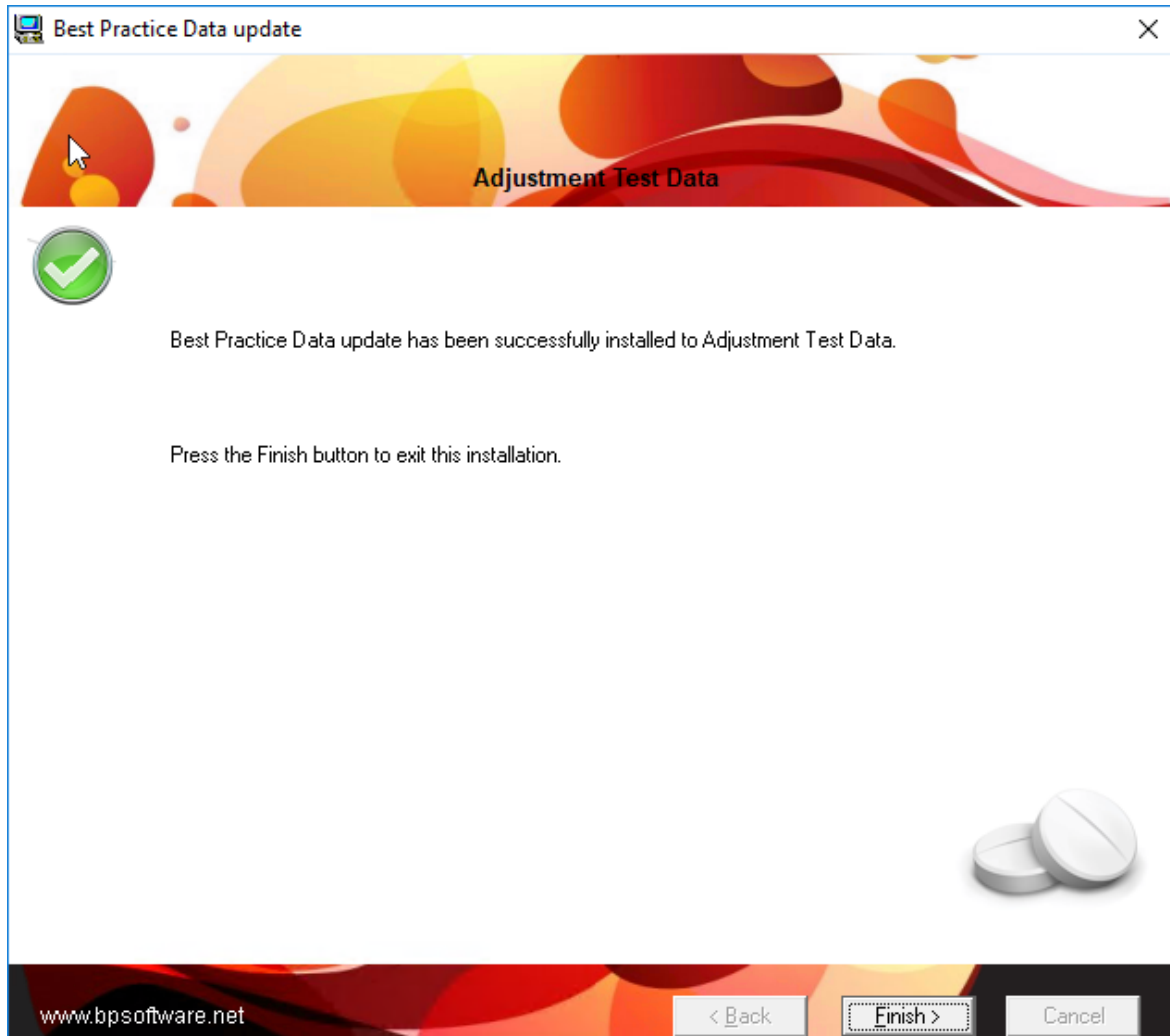 Best Practice Data update
Adjustment Test Data
Best Practice Data update has been successfully installed to Adjustment Test Data.
Press the Finish button to exit this installation.
www.bpsoftware.net
< Back
Finish >
Cancel